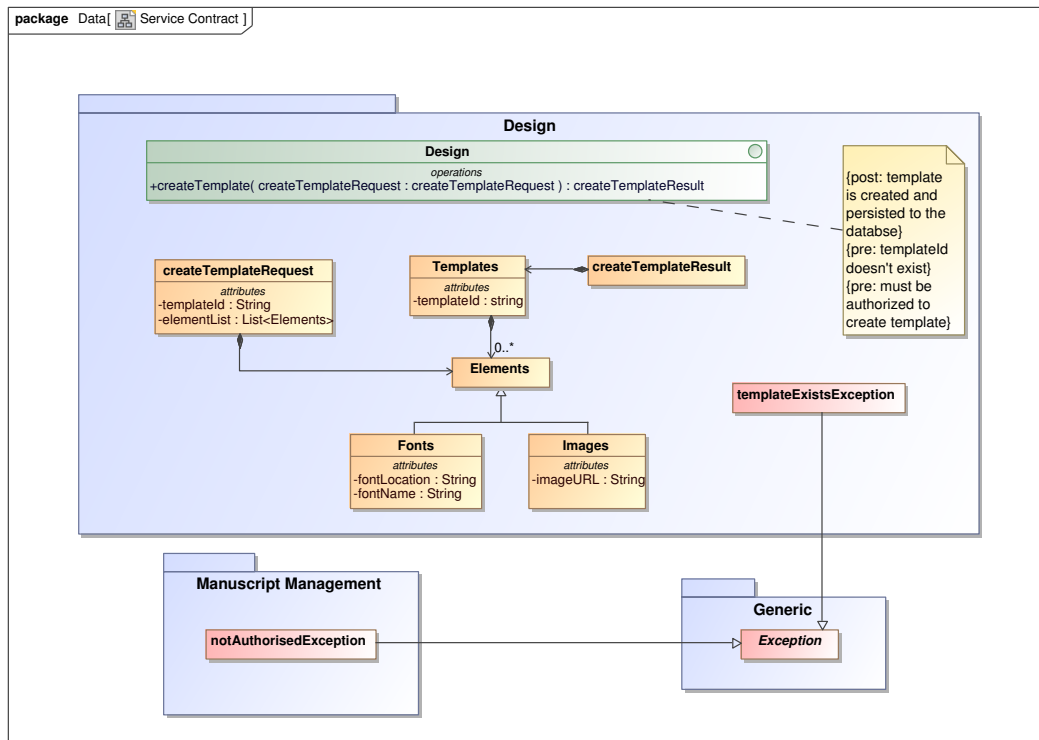 package Data[ Service Contract ]
Design
Design
operations
+createTemplate( createTemplateRequest : createTemplateRequest ) : createTemplateResult
{post: template
is created and
persisted to the
databse}
{pre: templateId
doesn't exist}
{pre: must be
authorized to
create template}
createTemplateRequest
attributes
-templateId : String
-elementList : List<Elements>
Templates
attributes
-templateId : string
createTemplateResult
0..*
Elements
templateExistsException
Fonts
attributes
-fontLocation : String
-fontName : String
Images
attributes
-imageURL : String
Manuscript Management
notAuthorisedException
Generic
Exception